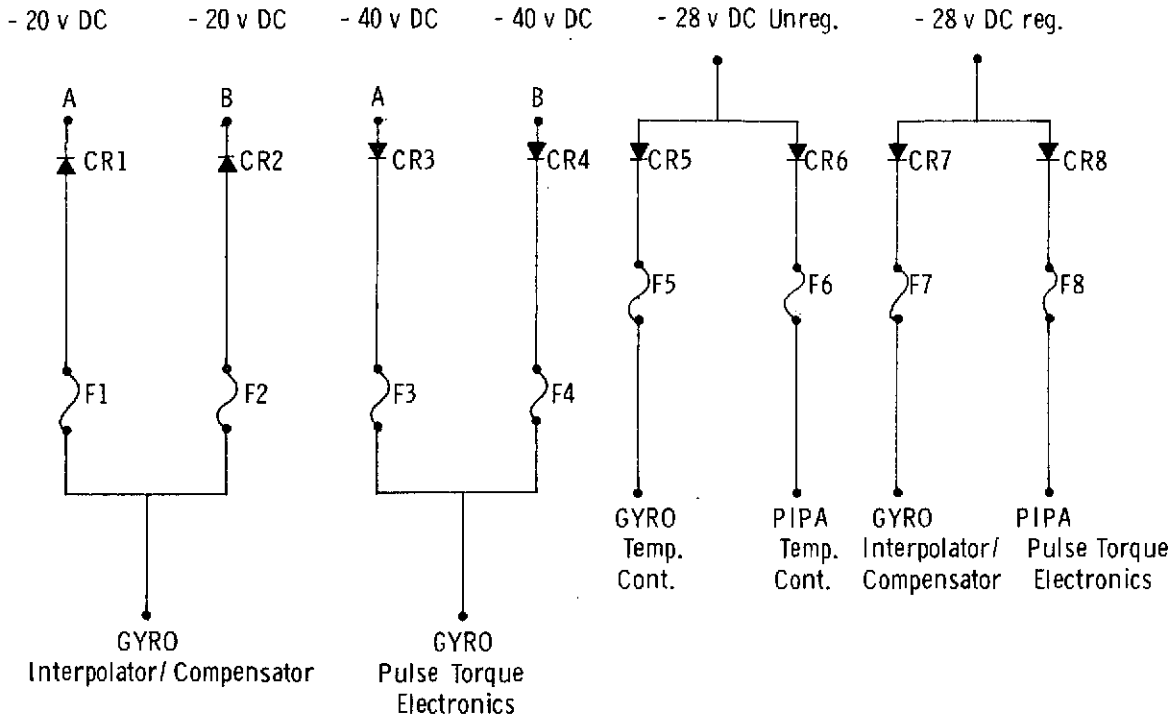 - 20 v DC
- 20 v DC
- 40 v DC
- 40 v DC
- 28 v DC Unreg.
- 28 v DC reg.
A
B
A
B
CR1
CR2
CR3
CR4
CR5
CR6
CR7
CR8
F5
F6
F7
F8
F1
F2
F3
F4
GYRO
Temp.
Cont.
PIPA
Temp.
Cont.
GYRO
Interpolator/
Compensator
PIPA
Pulse Torque
Electronics
GYRO
Interpolator/ Compensator
GYRO
Pulse Torque
Electronics